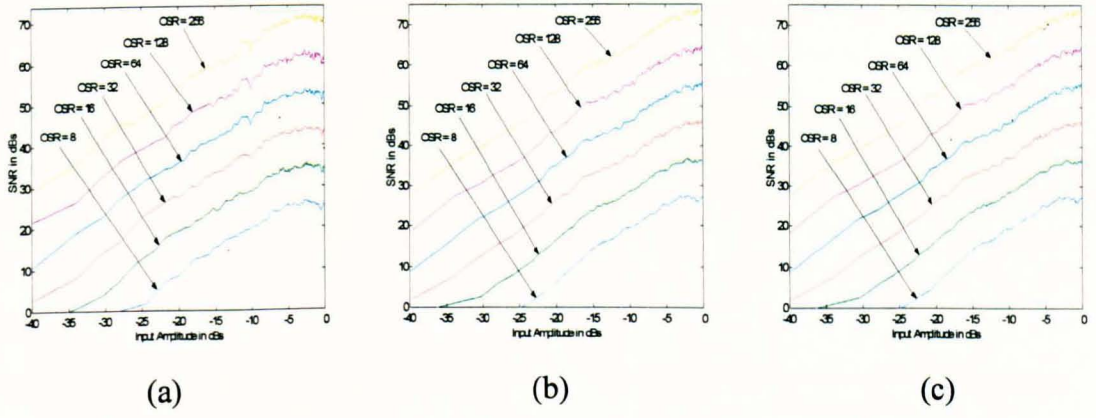 70
60
50
40
30
20
10
0
SNR in dBs
OSR = 256
OSR = 128
OSR = 64
OSR = 32
OSR = 16
OSR = 8
-40 -35 -30 -25 -20 -15 -10 -5 0
Input Amplitude in dBs
(a)
70
60
50
40
30
20
10
0
SNR in dBs
OSR = 256
OSR = 128
OSR = 64
OSR = 32
OSR = 16
OSR = 8
-40 -35 -30 -25 -20 -15 -10 -5 0
Input Amplitude in dBs
(b)
70
60
50
40
30
20
10
0
SNR in dBs
OSR = 256
OSR = 128
OSR = 64
OSR = 32
OSR = 16
OSR = 8
-40 -35 -30 -25 -20 -15 -10 -5 0
Input Amplitude in dBs
(c)